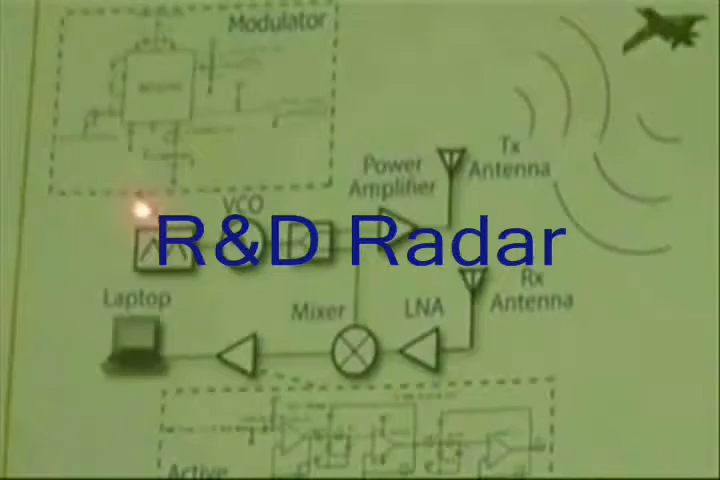 Modulator
Tx
Antenna
Power
Amplifier
VCO
R&D Radar
Rx
Antenna
Laptop
Mixer
LNA
Active